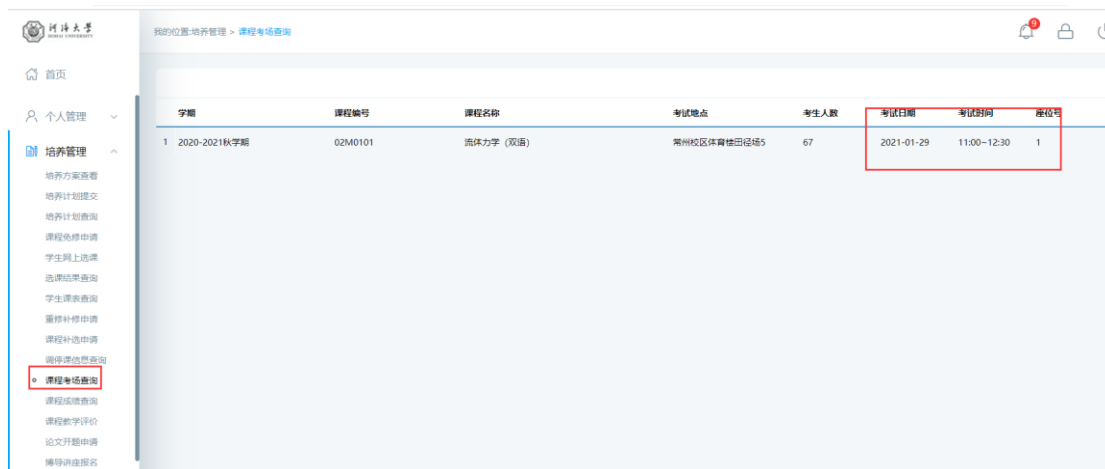 河海大学
HOHAI UNIVERSITY
我的位置:培养管理 > 课程考场查询
9
首页
个人管理
培养管理
培养方案查看
培养计划提交
培养计划查询
课程免修申请
学生网上选课
选课结果查询
学生课表查询
重修补修申请
课程补选申请
调停课信息查询
课程考场查询
课程成绩查询
课程教学评价
论文开题申请
博导讲座报名
学期 课程编号 课程名称 考试地点 考生人数 考试日期 考试时间 座位号
1 2020-2021秋学期 02M0101 流体力学 (双语) 常州校区体育楼田径场5 67 2021-01-29 11:00~12:30 1